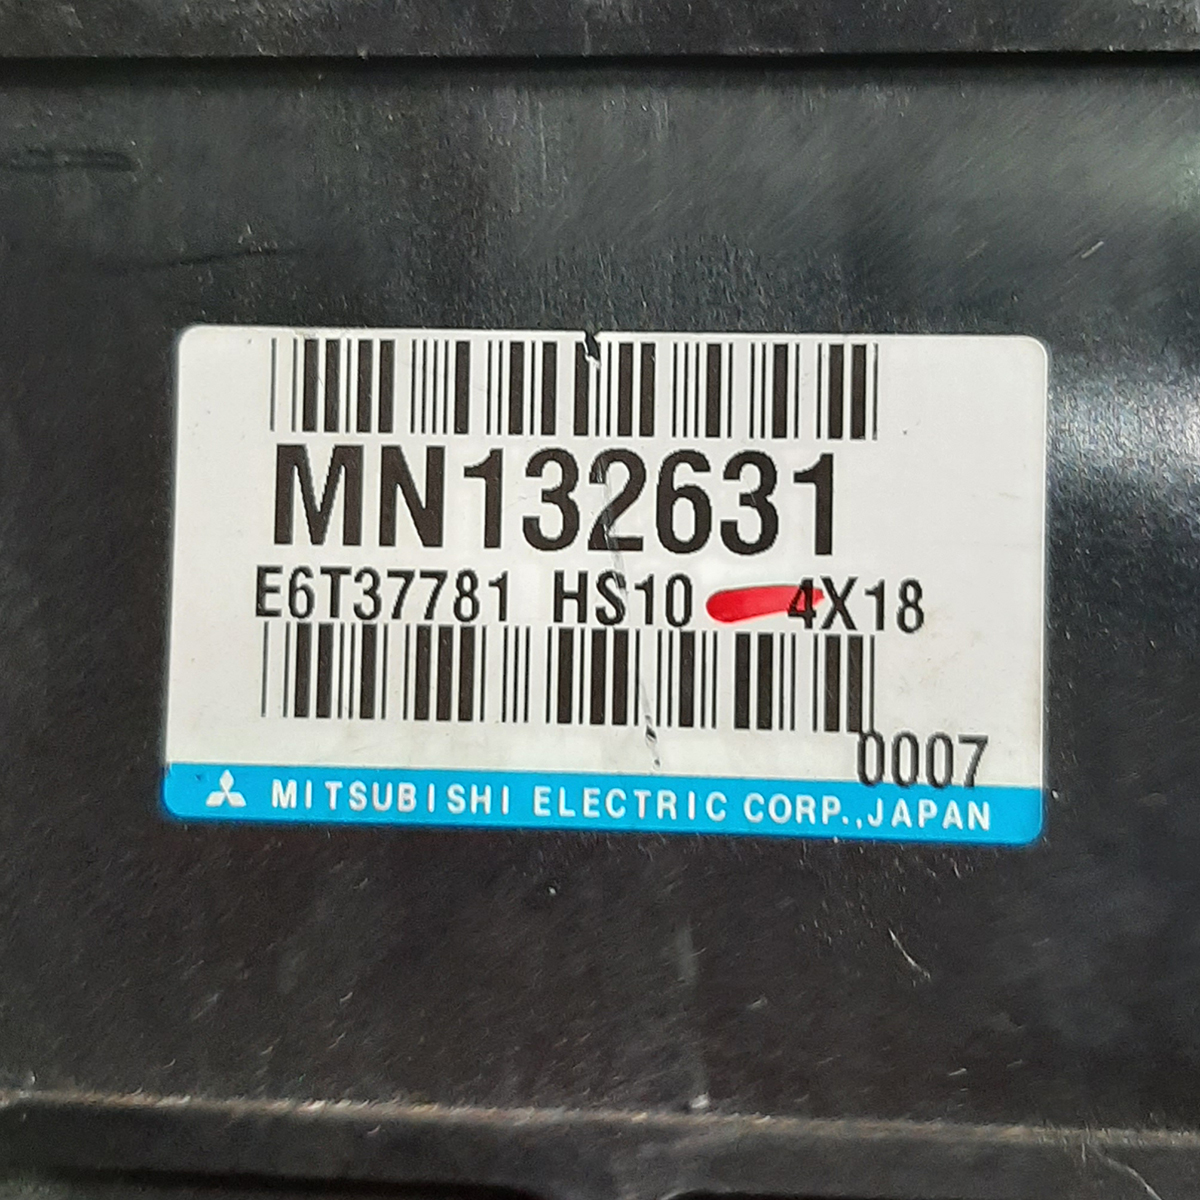 MN132631
E6T37781 HS10 4X18
0007
MITSUBISHI ELECTRIC CORP.,JAPAN